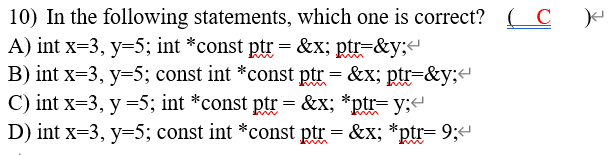 10) In the following statements, which one is correct? ( C )↵
A) int x=3, y=5; int *const ptr = &x; ptr=&y;↵
B) int x=3, y=5; const int *const ptr = &x; ptr=&y;↵
C) int x=3, y =5; int *const ptr = &x; *ptr= y;↵
D) int x=3, y=5; const int *const ptr = &x; *ptr= 9;↵